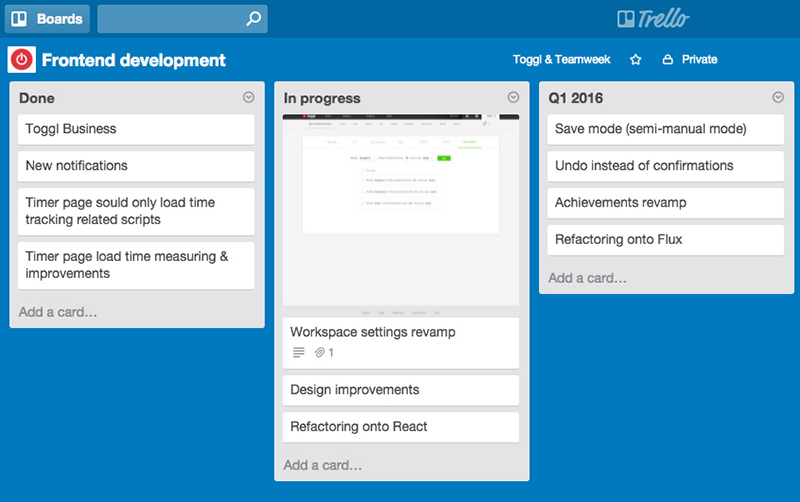 Boards
Trello
Frontend development
Toggl & Teamweek
Private
Done
Toggl Business
New notifications
Timer page sould only load time
tracking related scripts
Timer page load time measuring &
improvements
Add a card…
In progress
Workspace settings revamp
1
Design improvements
Refactoring onto React
Add a card…
Q1 2016
Save mode (semi-manual mode)
Undo instead of confirmations
Achievements revamp
Refactoring onto Flux
Add a card…